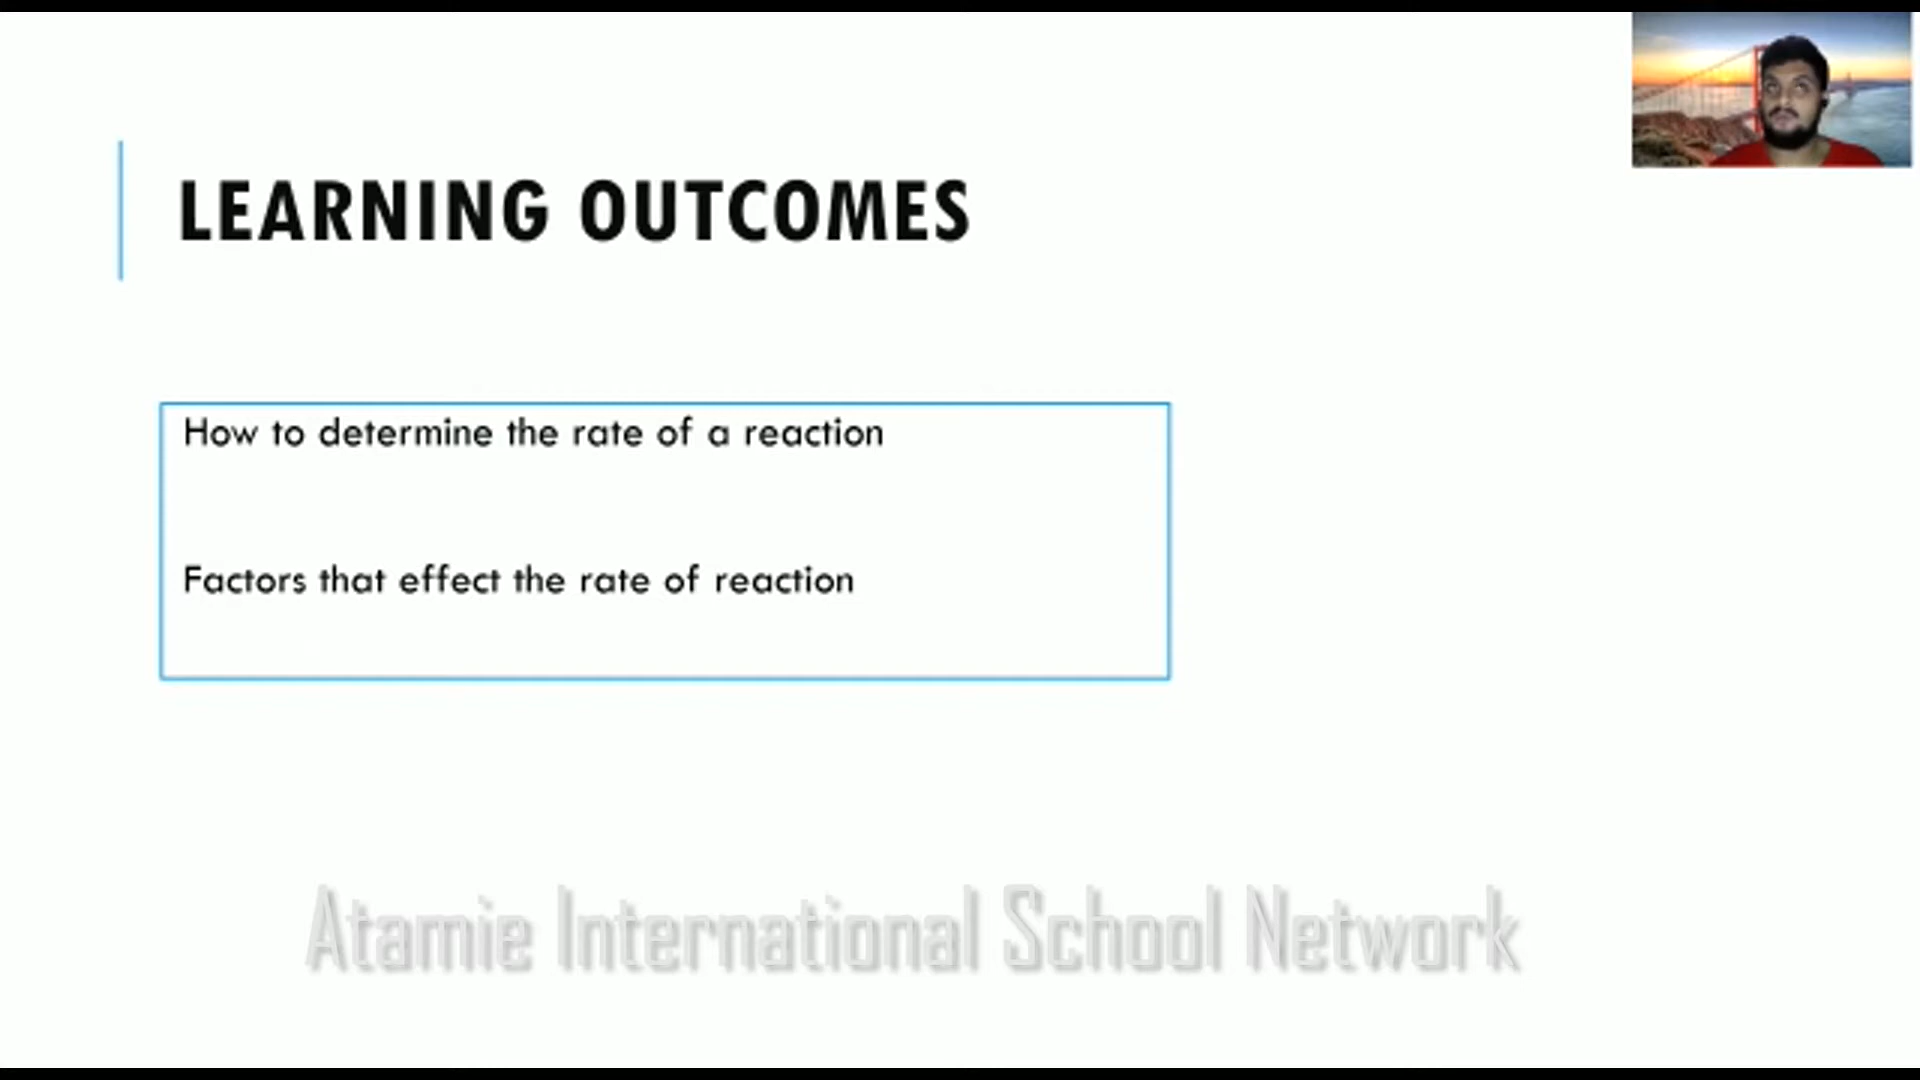 LEARNING OUTCOMES
How to determine the rate of a reaction
Factors that effect the rate of reaction
Atamie International School Network